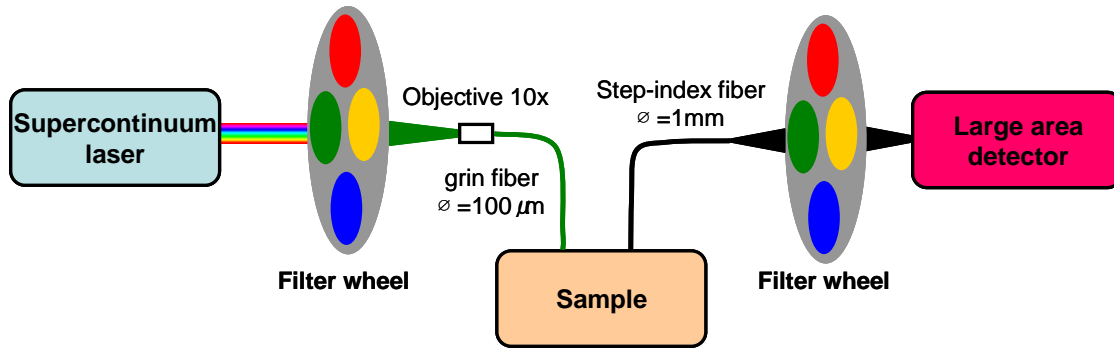 Supercontinuum
laser
Objective 10x
grin fiber
⌀ =100 μm
Filter wheel
Sample
Step-index fiber
⌀ =1mm
Filter wheel
Large area
detector